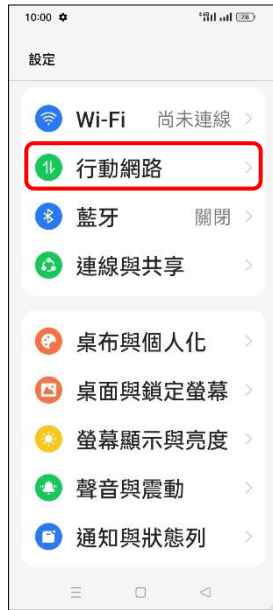 10:00
76
設定
Wi-Fi 尚未連線
行動網路
藍牙 關閉
連線與共享
桌布與個人化
桌面與鎖定螢幕
螢幕顯示與亮度
聲音與震動
通知與狀態列